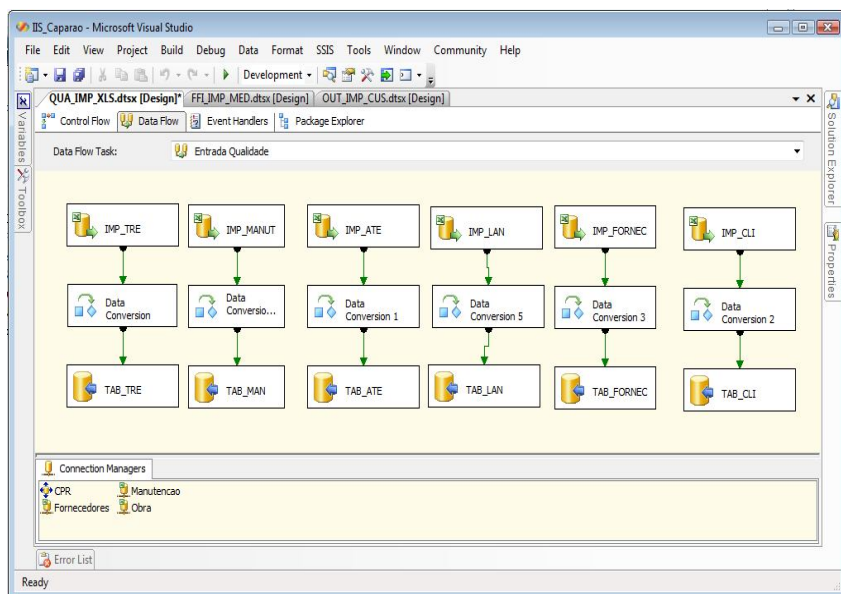 IIS_Caparao - Microsoft Visual Studio
File Edit View Project Build Debug Data Format SSIS Tools Window Community Help
Development
QUA_IMP_XLS.dtsx [Design]* FFI_IMP_MED.dtsx [Design] OUT_IMP_CUS.dtsx [Design]
Control Flow Data Flow Event Handlers Package Explorer
Data Flow Task: Entrada Qualidade
Variables
Toolbox
Solution Explorer
Properties
IMP_TRE IMP_MANUT IMP_ATE IMP_LAN IMP_FORNEC IMP_CLI
Data Conversion
Data Conversio...
Data Conversion 1
Data Conversion 5
Data Conversion 3
Data Conversion 2
TAB_TRE TAB_MAN TAB_ATE TAB_LAN TAB_FORNEC TAB_CLI
Connection Managers
CPR Manutencao
Fornecedores Obra
Error List
Ready